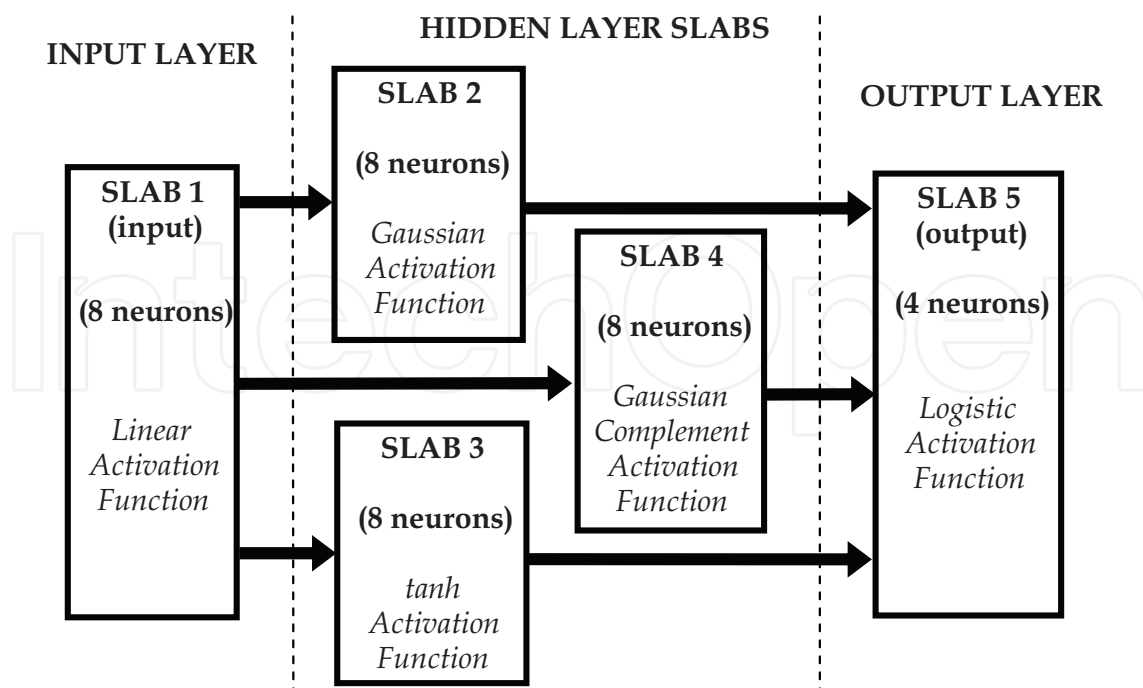 HIDDEN LAYER SLABS
INPUT LAYER
OUTPUT LAYER
SLAB 1
(input)
(8 neurons)
Linear
Activation
Function
SLAB 2
(8 neurons)
Gaussian
Activation
Function
SLAB 3
(8 neurons)
tanh
Activation
Function
SLAB 4
(8 neurons)
Gaussian
Complement
Activation
Function
SLAB 5
(output)
(4 neurons)
Logistic
Activation
Function
IntechOpen